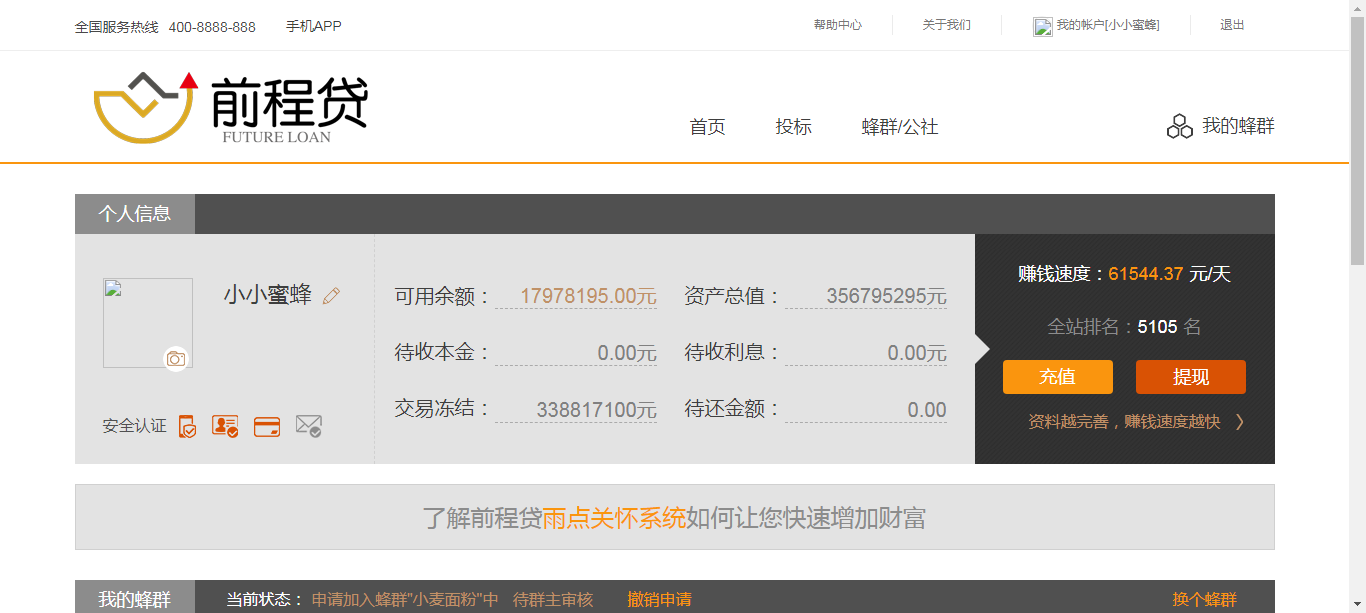 全国服务热线 400-8888-888 手机APP 帮助中心 关于我们 我的帐户[小小蜜蜂] 退出
前程贷
FUTURE LOAN
首页 投标 蜂群/公社 我的蜂群
个人信息
小小蜜蜂
安全认证
可用余额： 17978195.00元 资产总值： 356795295元
待收本金： 0.00元 待收利息： 0.00元
交易冻结： 338817100元 待还金额： 0.00
赚钱速度：61544.37 元/天
全站排名：5105 名
充值 提现
资料越完善，赚钱速度越快
了解前程贷雨点关怀系统如何让您快速增加财富
我的蜂群 当前状态： 申请加入蜂群"小麦面粉"中 待群主审核 撤销申请 换个蜂群